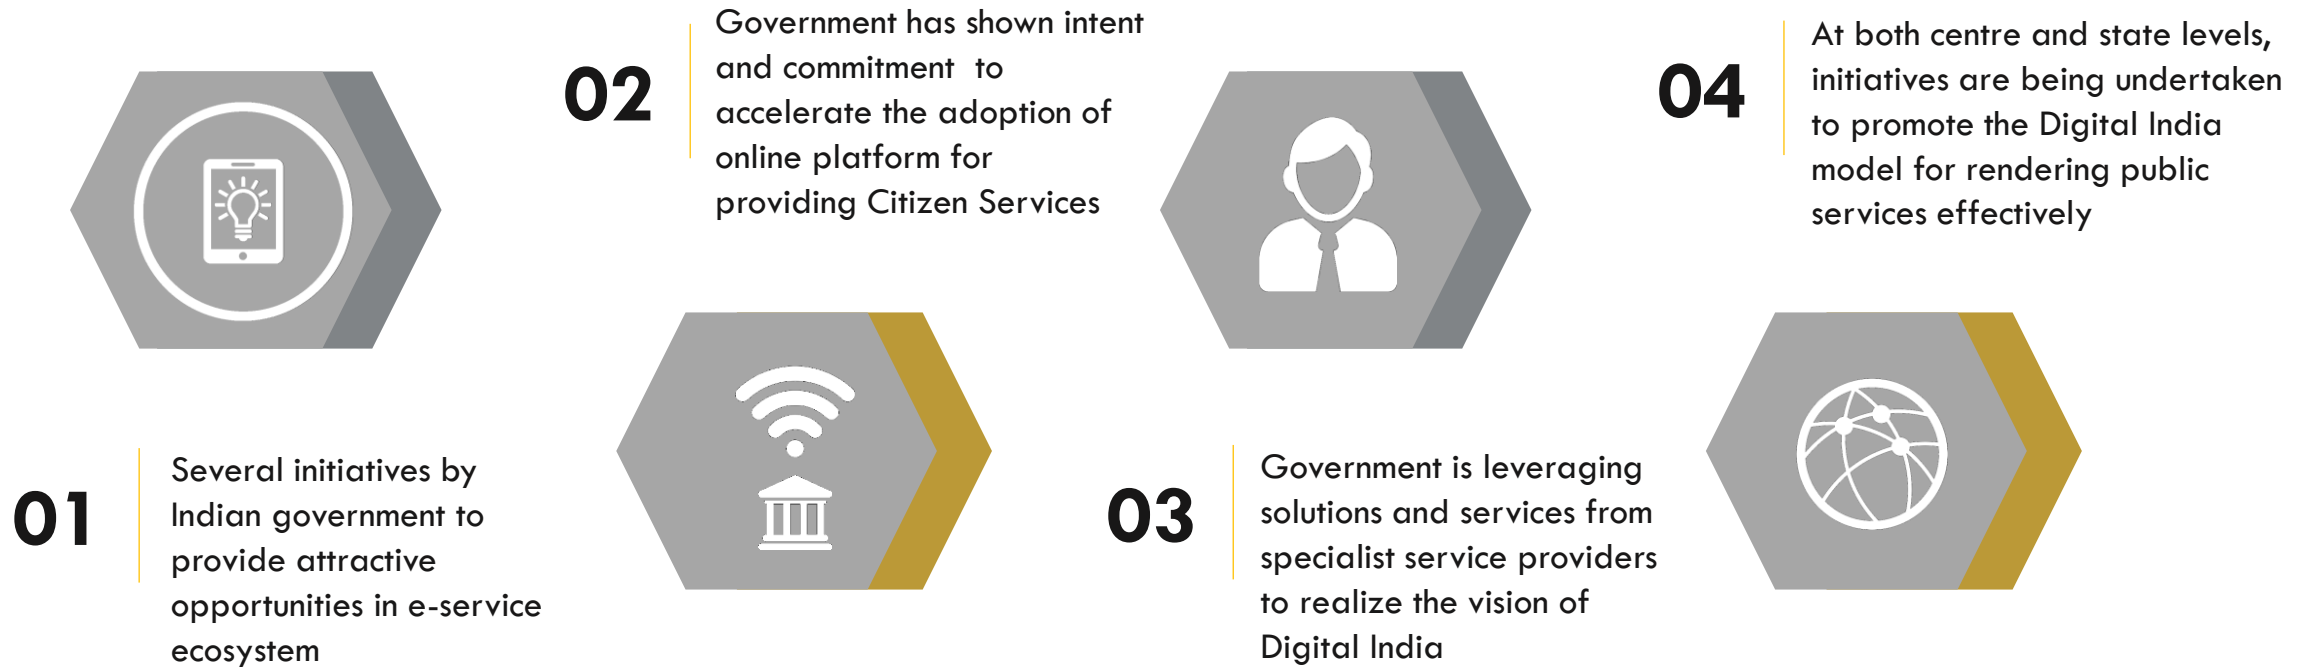 01
Several initiatives by
Indian government to
provide attractive
opportunities in e-service
ecosystem
02
Government has shown intent
and commitment  to
accelerate the adoption of
online platform for
providing Citizen Services
03
Government is leveraging
solutions and services from
specialist service providers
to realize the vision of
Digital India
04
At both centre and state levels,
initiatives are being undertaken
to promote the Digital India
model for rendering public
services effectively